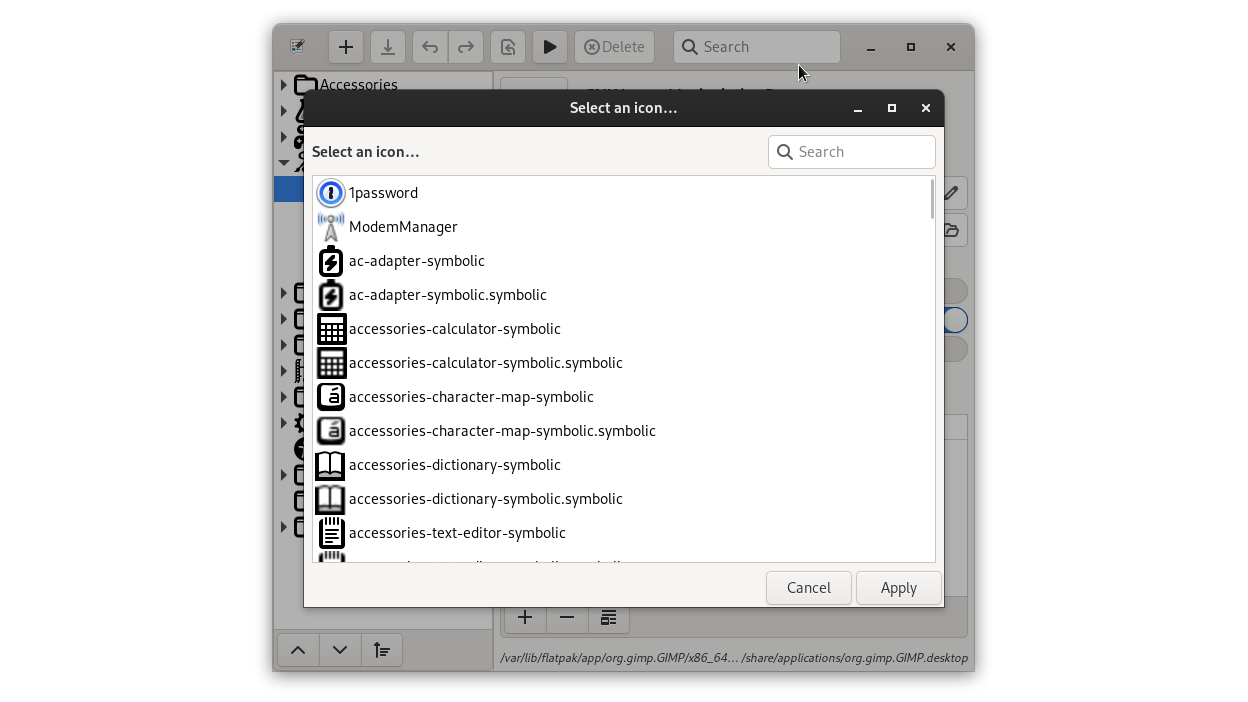 Delete
Search
Accessories
Select an icon...
Select an icon...
Search
1password
ModemManager
ac-adapter-symbolic
ac-adapter-symbolic.symbolic
accessories-calculator-symbolic
accessories-calculator-symbolic.symbolic
accessories-character-map-symbolic
accessories-character-map-symbolic.symbolic
accessories-dictionary-symbolic
accessories-dictionary-symbolic.symbolic
accessories-text-editor-symbolic
Cancel
Apply
/var/lib/flatpak/app/org.gimp.GIMP/x86_64... /share/applications/org.gimp.GIMP.desktop